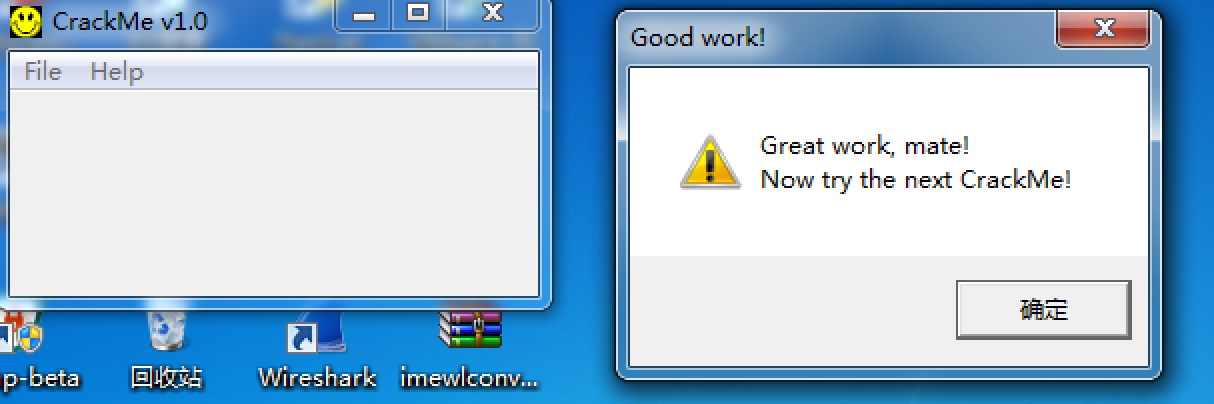 CrackMe v1.0
File Help
Good work!
Great work, mate!
Now try the next CrackMe!
确定
p-beta
回收站
Wireshark
imewlconv...